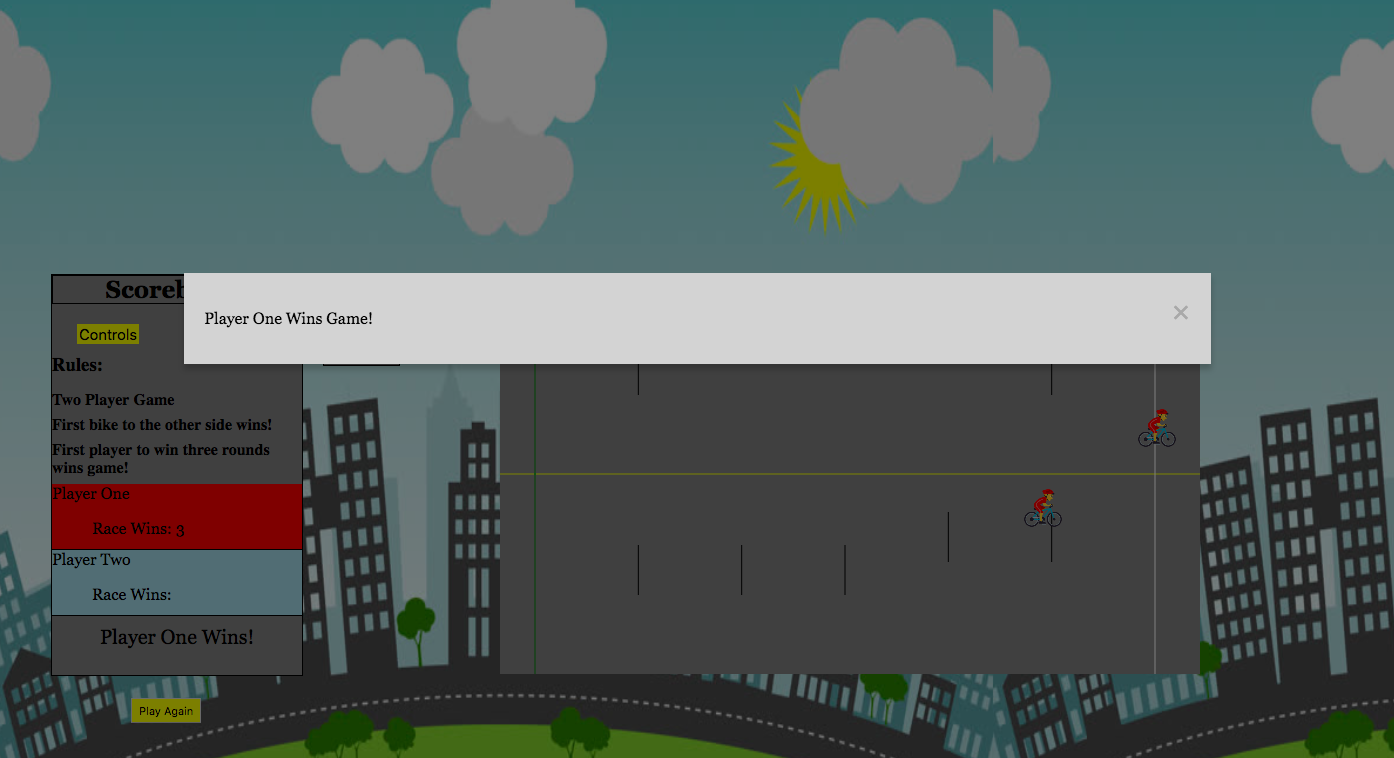 Player One Wins Game!
×
Controls
Rules:
Two Player Game
First bike to the other side wins!
First player to win three rounds
wins game!
Player One
Race Wins: 3
Player Two
Race Wins:
Player One Wins!
Play Again